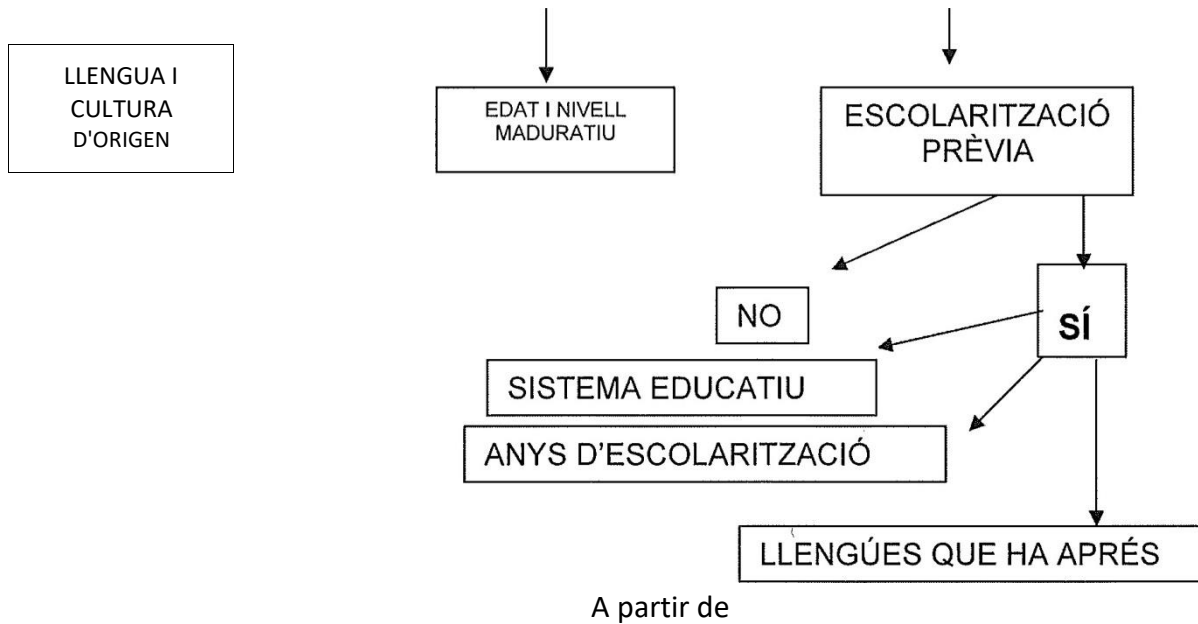 LLENGUA I
CULTURA
D'ORIGEN
EDAT I NIVELL
MADURATIU
ESCOLARITZACIÓ
PRÈVIA
NO
SÍ
SISTEMA EDUCATIU
ANYS D'ESCOLARITZACIÓ
LLENGÚES QUE HA APRÉS
A partir de